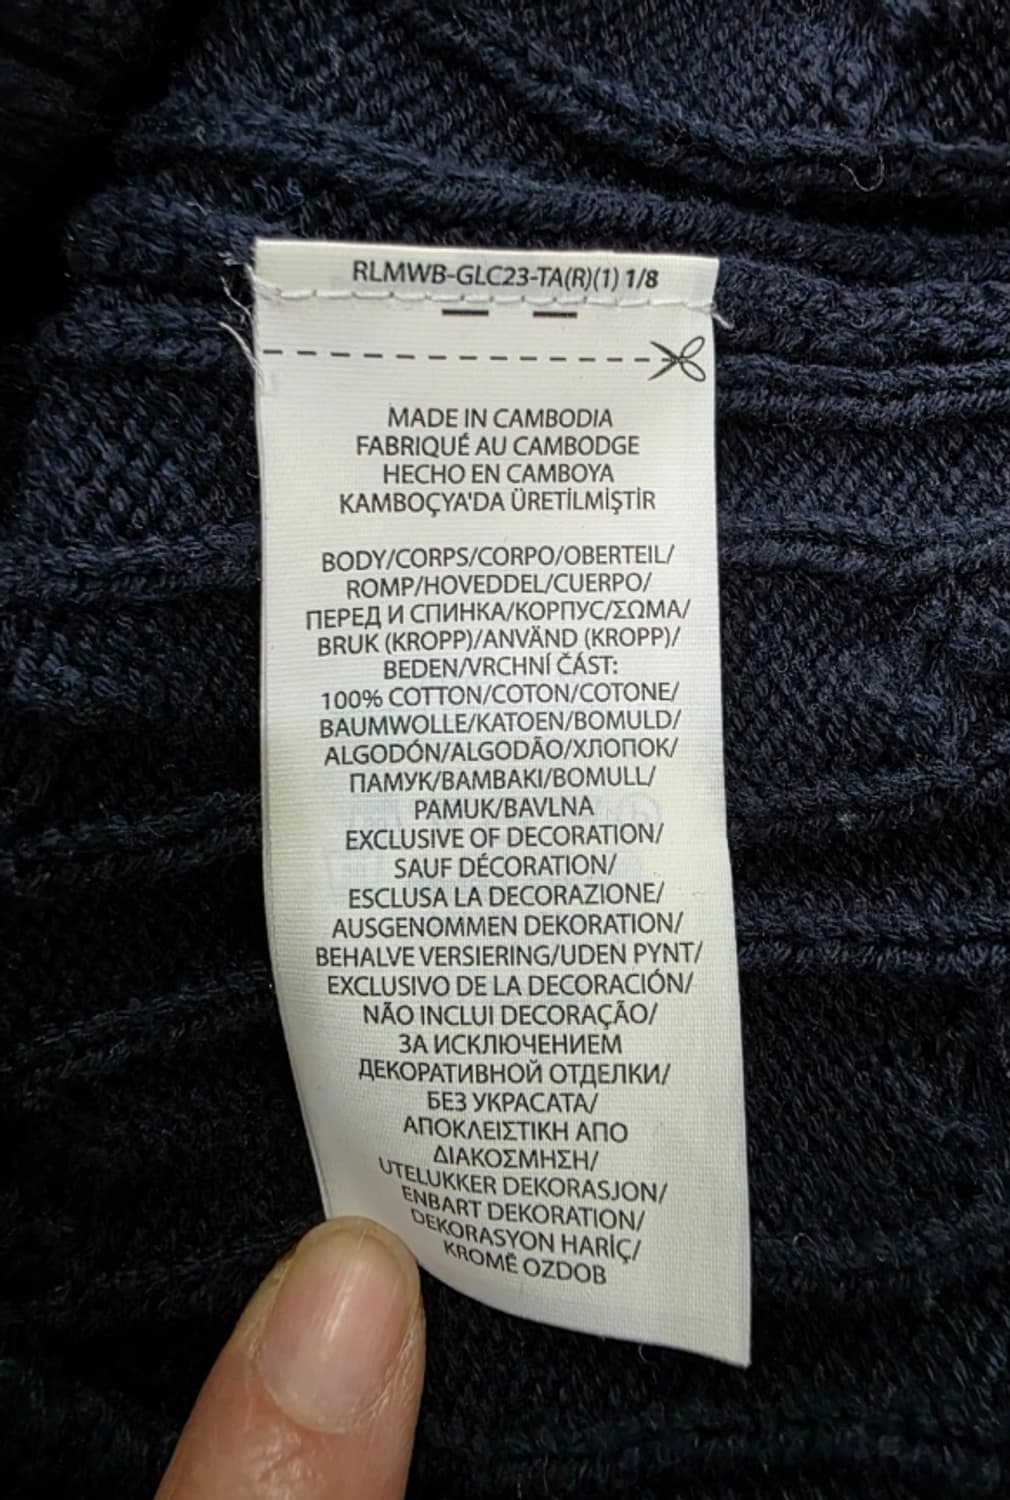 RLMWB-GLC23-TA(R)(1) 1/8
MADE IN CAMBODIA
FABRIQUÉ AU CAMBODGE
HECHO EN CAMBOYA
KAMBOÇYA'DA ÜRETİLMİŞTİR
BODY/CORPS/CORPO/OBERTEIL/
ROMP/HOVEDDEL/CUERPO/
ПЕРЕД И СПИНКА/КОРПУС/ΣΩΜΑ/
BRUK (KROPP)/ANVÄND (KROPP)/
BEDEN/VRCHNÍ ČÁST:
100% COTTON/COTON/COTONE/
BAUMWOLLE/KATOEN/BOMULD/
ALGODÓN/ALGODÃO/ХЛОПОК/
ПАМУК/ΒΑΜΒΑΚΙ/BOMULL/
PAMUK/BAVLNA
EXCLUSIVE OF DECORATION/
SAUF DÉCORATION/
ESCLUSA LA DECORAZIONE/
AUSGENOMMEN DEKORATION/
BEHALVE VERSIERING/UDEN PYNT/
EXCLUSIVO DE LA DECORACIÓN/
NÃO INCLUI DECORAÇÃO/
ЗА ИСКЛЮЧЕНИЕМ
ДЕКОРАТИВНОЙ ОТДЕЛКИ/
БЕЗ УКРАСАТА/
ΑΠΟΚΛΕΙΣΤΙΚΗ ΑΠΟ
ΔΙΑΚΟΣΜΗΣΗ/
UTELUKKER DEKORASJON/
ENBART DEKORATION/
DEKORASYON HARİÇ/
KROMĚ OZDOB